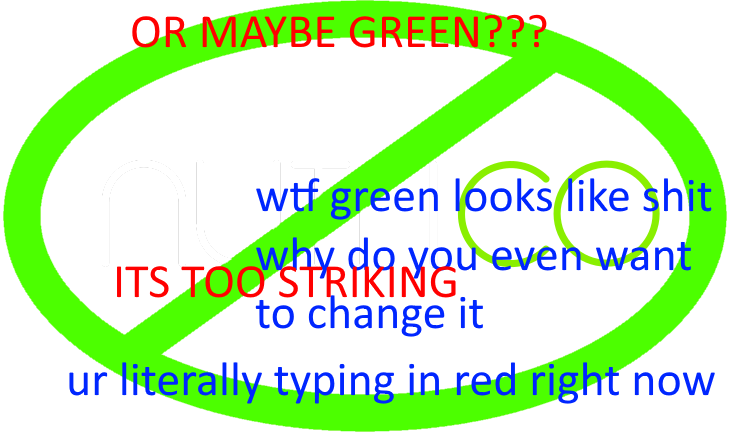 OR MAYBE GREEN???
nutrico
wtf green looks like shit
why do you even want
ITS TOO STRIKING
to change it
ur literally typing in red right now